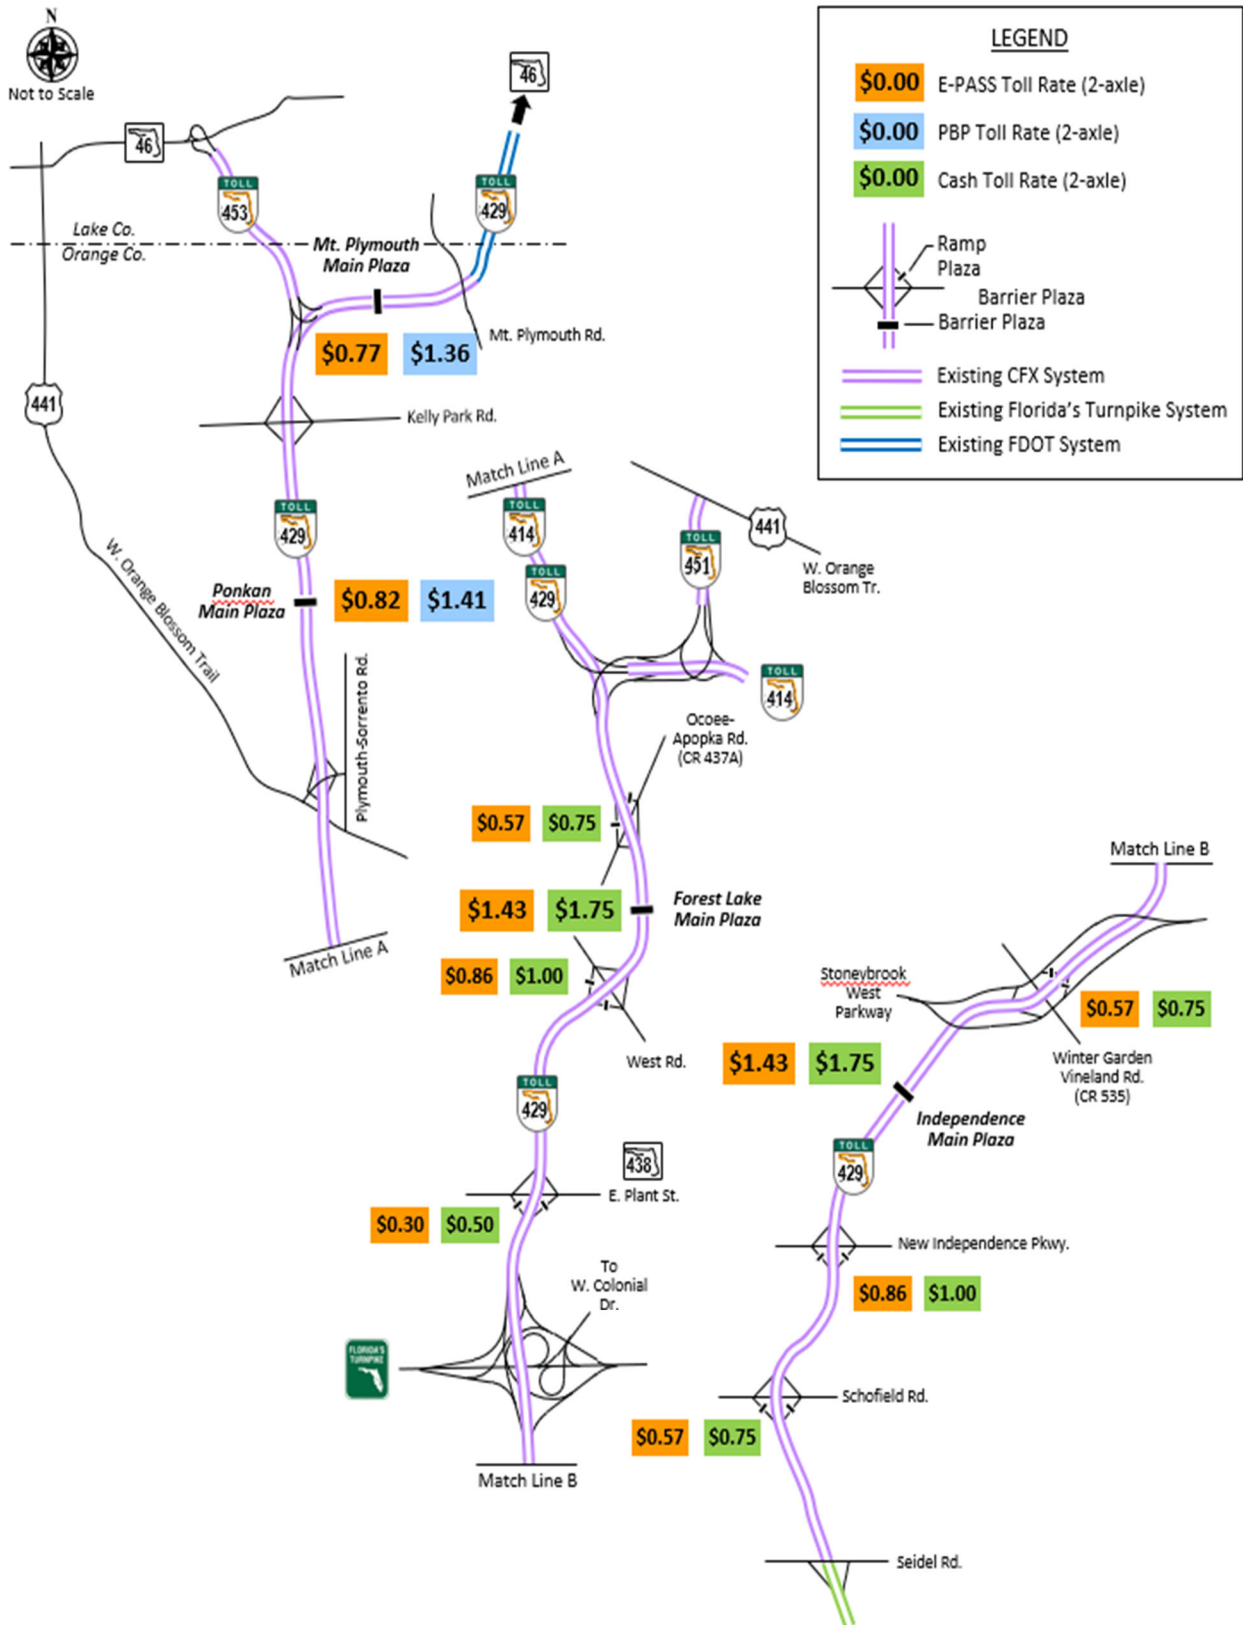 N
Not to Scale
46
46
LEGEND
$0.00 E-PASS Toll Rate (2-axle)
$0.00 PBP Toll Rate (2-axle)
$0.00 Cash Toll Rate (2-axle)
Ramp
Plaza
Barrier Plaza
Barrier Plaza
Existing CFX System
Existing Florida's Turnpike System
Existing FDOT System
TOLL
453
TOLL
429
Lake Co.
Orange Co.
Mt. Plymouth
Main Plaza
Mt. Plymouth Rd.
$0.77 $1.36
441
Kelly Park Rd.
TOLL
429
W. Orange Blossom Trail
Ponkan
Main Plaza
$0.82 $1.41
Plymouth-Sorrento Rd.
Match Line A
Match Line A
TOLL
414
TOLL
429
TOLL
451
441
W. Orange
Blossom Tr.
TOLL
414
Ocoee-
Apopka Rd.
(CR 437A)
$0.57 $0.75
$1.43 $1.75
Forest Lake
Main Plaza
$0.86 $1.00
West Rd.
TOLL
429
438
E. Plant St.
$0.30 $0.50
To
W. Colonial
Dr.
FLORIDA'S
TURNPIKE
Match Line B
Match Line B
Stoneybrook
West
Parkway
$0.57 $0.75
Winter Garden
Vineland Rd.
(CR 535)
$1.43 $1.75
Independence
Main Plaza
TOLL
429
New Independence Pkwy.
$0.86 $1.00
Schofield Rd.
$0.57 $0.75
Seidel Rd.